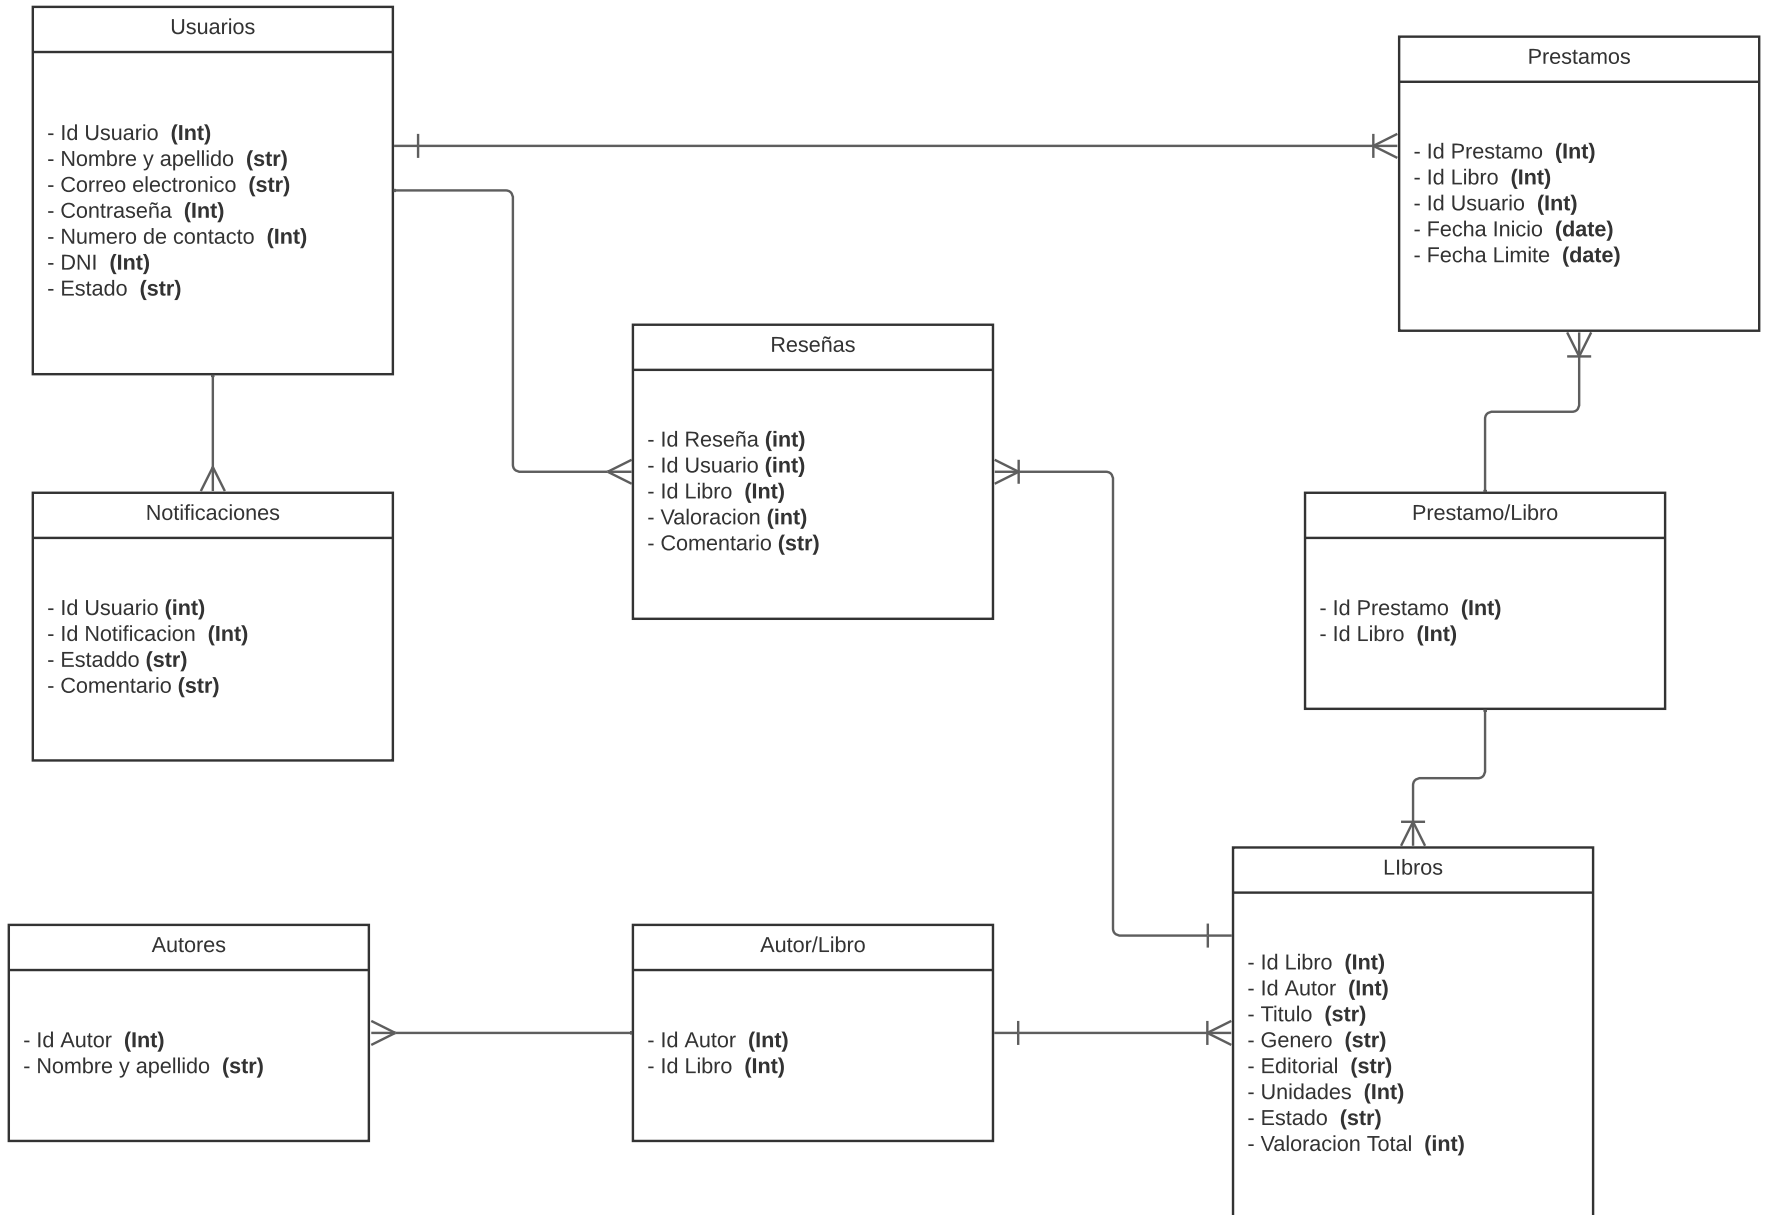 Usuarios
- Id Usuario (Int)
- Nombre y apellido (str)
- Correo electronico (str)
- Contraseña (Int)
- Numero de contacto (Int)
- DNI (Int)
- Estado (str)
Prestamos
- Id Prestamo (Int)
- Id Libro (Int)
- Id Usuario (Int)
- Fecha Inicio (date)
- Fecha Limite (date)
Reseñas
- Id Reseña (int)
- Id Usuario (int)
- Id Libro (Int)
- Valoracion (int)
- Comentario (str)
Notificaciones
- Id Usuario (int)
- Id Notificacion (Int)
- Estaddo (str)
- Comentario (str)
Prestamo/Libro
- Id Prestamo (Int)
- Id Libro (Int)
Autores
- Id Autor (Int)
- Nombre y apellido (str)
Autor/Libro
- Id Autor (Int)
- Id Libro (Int)
LIbros
- Id Libro (Int)
- Id Autor (Int)
- Titulo (str)
- Genero (str)
- Editorial (str)
- Unidades (Int)
- Estado (str)
- Valoracion Total (int)